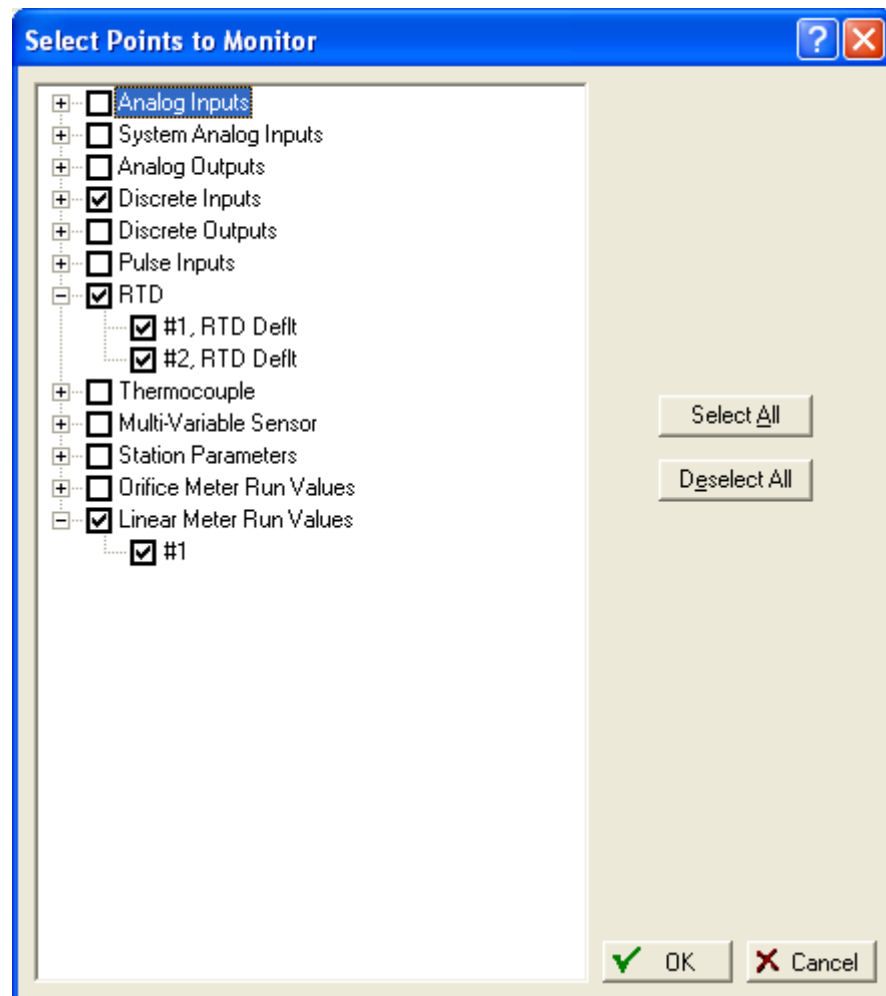 Select Points to Monitor
Analog Inputs
System Analog Inputs
Analog Outputs
Discrete Inputs
Discrete Outputs
Pulse Inputs
RTD
#1, RTD Deflt
#2, RTD Deflt
Thermocouple
Multi-Variable Sensor
Station Parameters
Orifice Meter Run Values
Linear Meter Run Values
#1
Select All
Deselect All
OK
Cancel